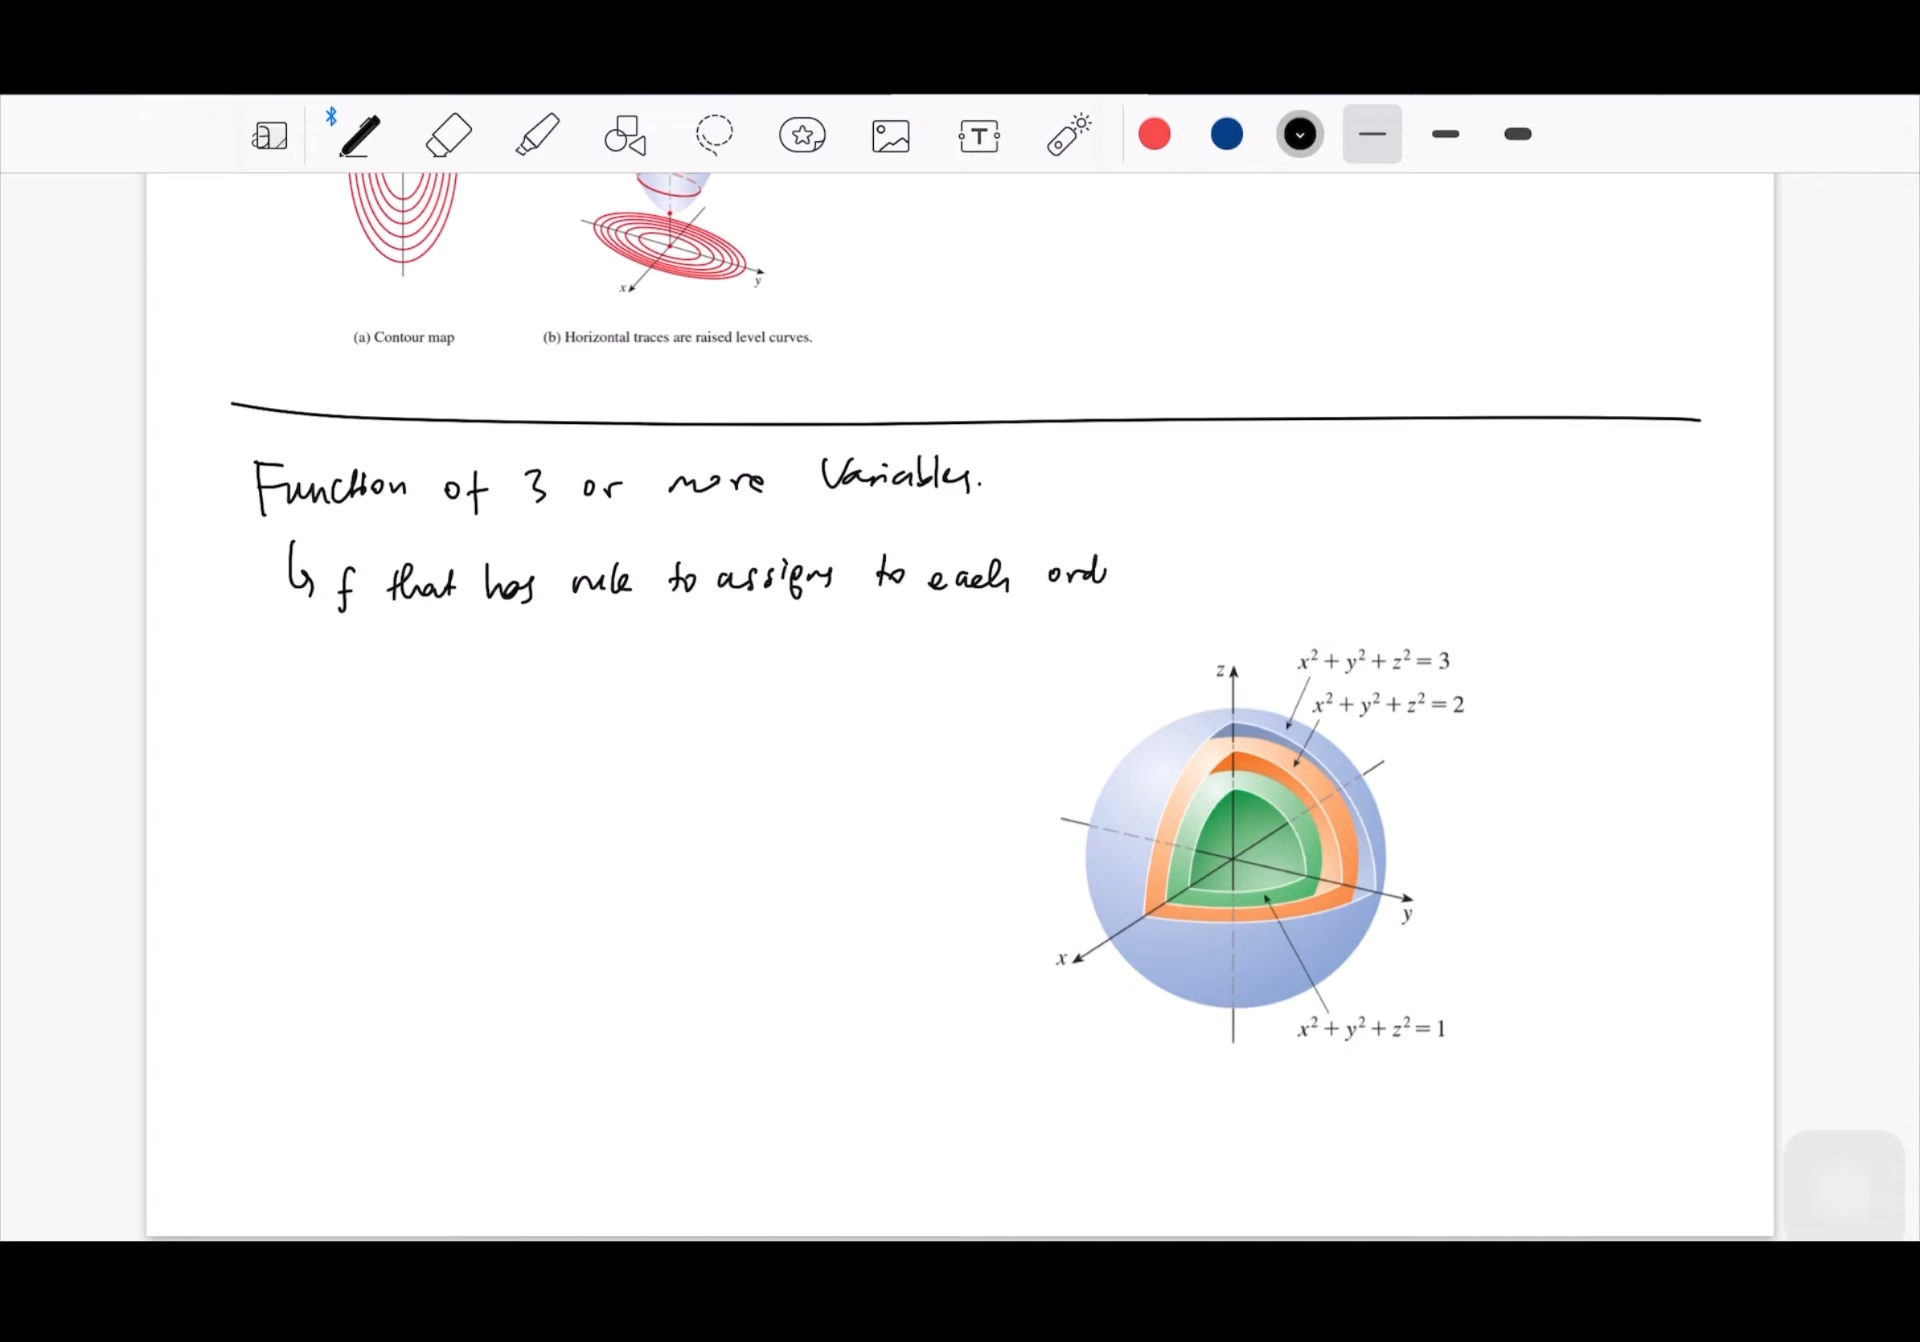 T
x
y
(a) Contour map
(b) Horizontal traces are raised level curves.
Function of 3 or more Variables.
↳ f that has rule to assigns to each ord
z
x² + y² + z² = 3
x² + y² + z² = 2
y
x
x² + y² + z² = 1